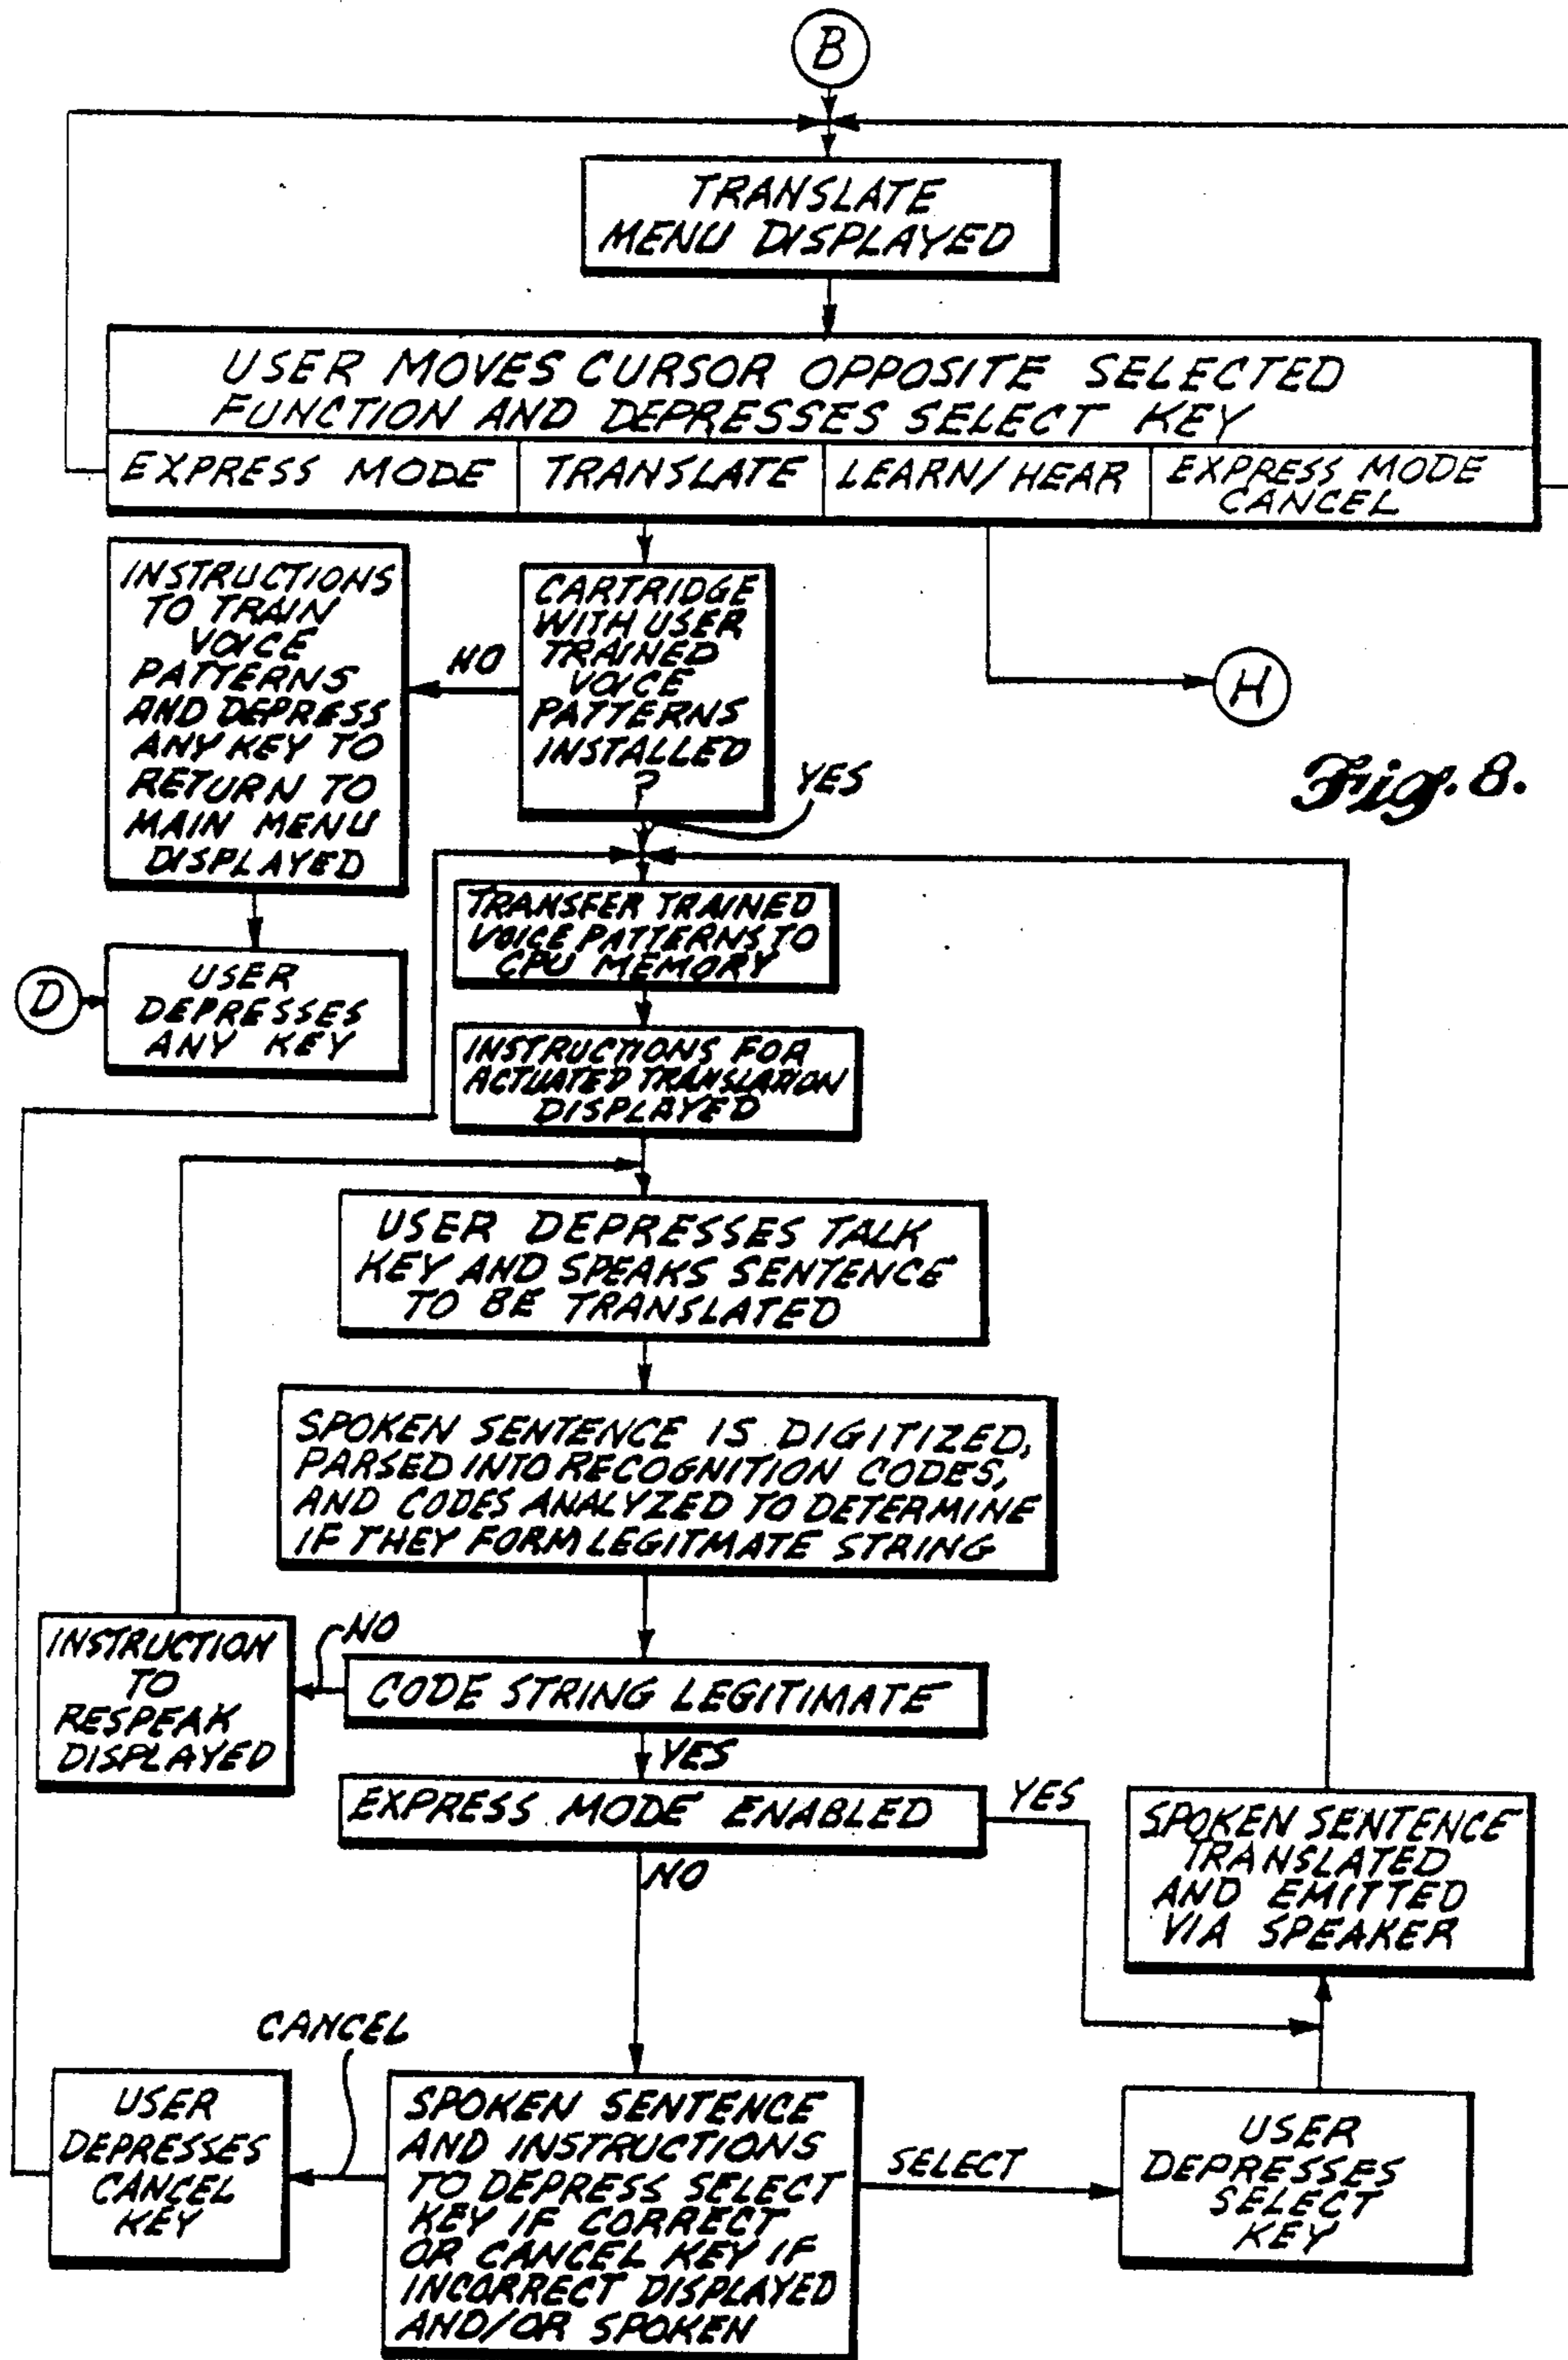 B
TRANSLATE
MENU DISPLAYED
USER MOVES CURSOR OPPOSITE SELECTED
FUNCTION AND DEPRESSES SELECT KEY
EXPRESS MODE
TRANSLATE
LEARN/HEAR
EXPRESS MODE
CANCEL
INSTRUCTIONS
TO TRAIN
VOICE
PATTERNS
AND DEPRESS
ANY KEY TO
RETURN TO
MAIN MENU
DISPLAYED
NO
CARTRIDGE
WITH USER
TRAINED
VOICE
PATTERNS
INSTALLED
?
YES
H
Fig. 8.
TRANSFER TRAINED
VOICE PATTERNS TO
CPU MEMORY
D
USER
DEPRESSES
ANY KEY
INSTRUCTIONS FOR
ACTUATED TRANSLATION
DISPLAYED
USER DEPRESSES TALK
KEY AND SPEAKS SENTENCE
TO BE TRANSLATED
SPOKEN SENTENCE IS DIGITIZED,
PARSED INTO RECOGNITION CODES,
AND CODES ANALYZED TO DETERMINE
IF THEY FORM LEGITMATE STRING
INSTRUCTION
TO
RESPEAK
DISPLAYED
NO
CODE STRING LEGITIMATE
YES
EXPRESS MODE ENABLED
YES
NO
SPOKEN SENTENCE
TRANSLATED
AND EMITTED
VIA SPEAKER
CANCEL
USER
DEPRESSES
CANCEL
KEY
SPOKEN SENTENCE
AND INSTRUCTIONS
TO DEPRESS SELECT
KEY IF CORRECT
OR CANCEL KEY IF
INCORRECT DISPLAYED
AND/OR SPOKEN
SELECT
USER
DEPRESSES
SELECT
KEY